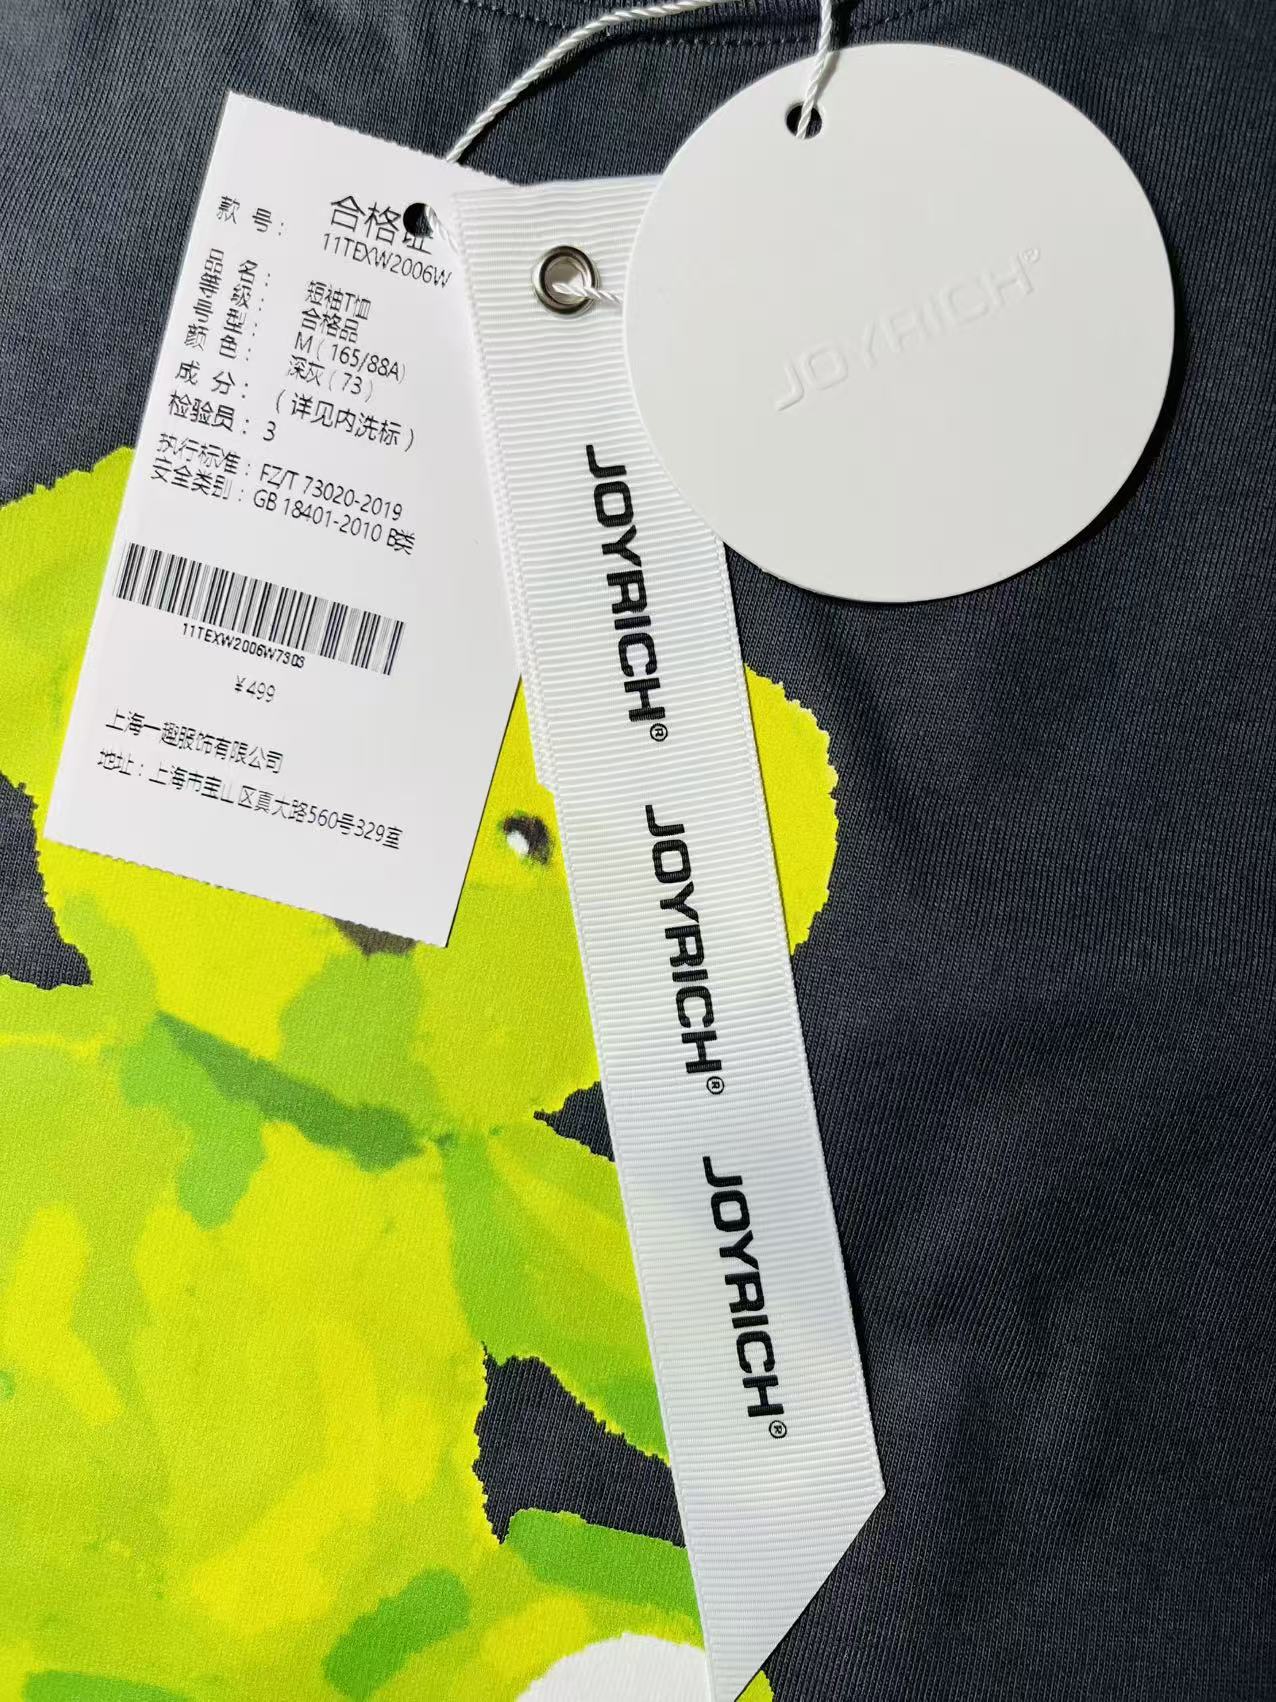 合格证
款号：11TEXW2006W
品名：短袖T恤
等级：合格品
号型：M（165/88A）
颜色：深灰（73）
成分：（详见内洗标）
检验员：3
执行标准：FZ/T 73020-2019
安全类别：GB 18401-2010 B类
11TEXW2006W7303
¥499
上海一趣服饰有限公司
地址：上海市宝山区真大路560号329室
JOYRICH®
JOYRICH®
JOYRICH®
JOYRICH®